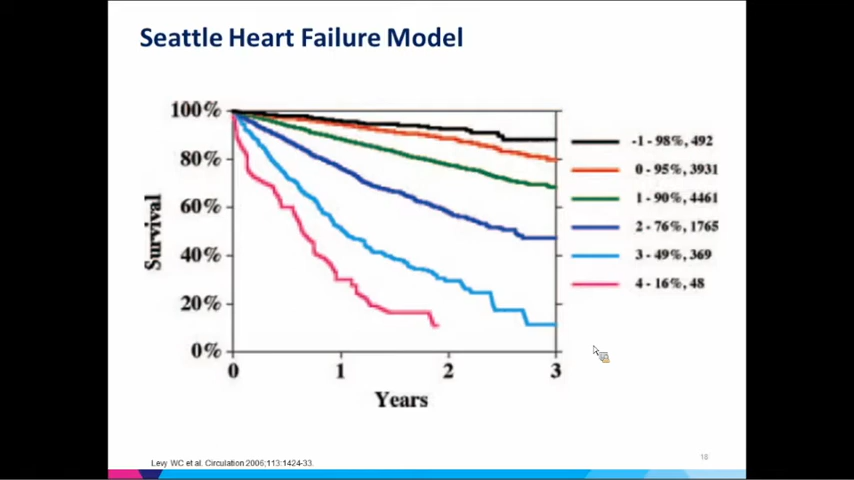 Seattle Heart Failure Model
100%
80%
60%
40%
20%
0%
Survival
0 1 2 3
Years
-1 - 98%, 492
0 - 95%, 3931
1 - 90%, 4461
2 - 76%, 1765
3 - 49%, 369
4 - 16%, 48
Levy WC et al. Circulation 2006;113:1424-33.
18